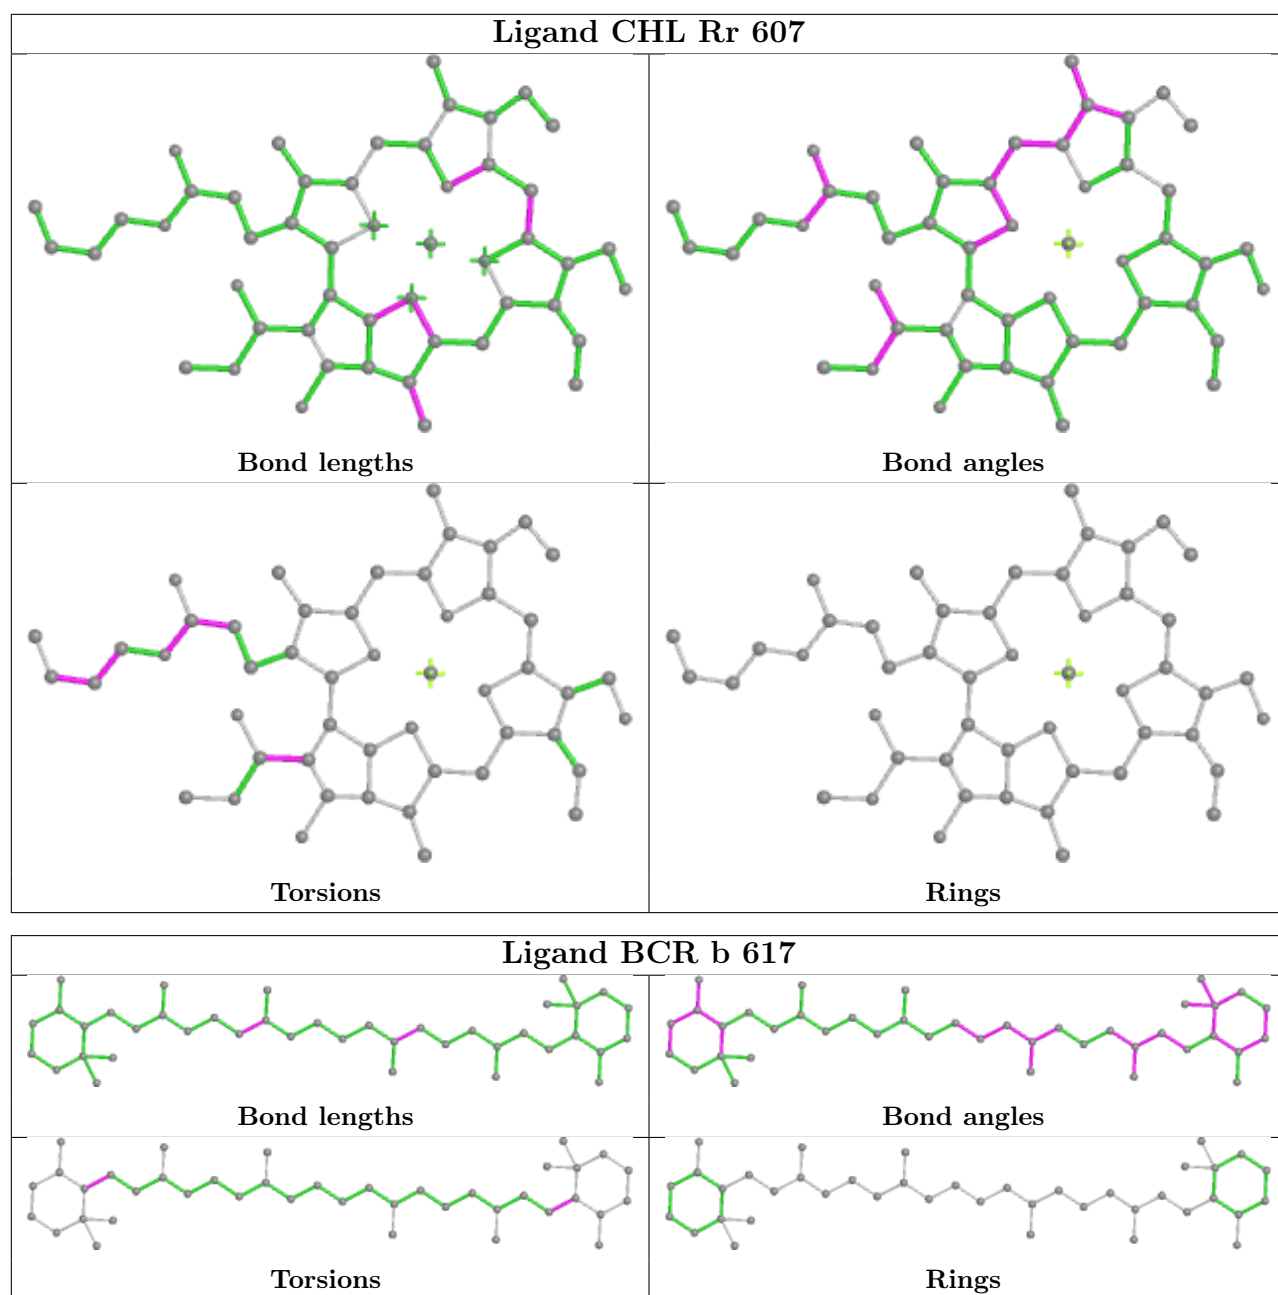 Ligand CHL Rr 607
Bond lengths
Bond angles
Torsions
Rings
Ligand BCR b 617
Bond lengths
Bond angles
Torsions
Rings